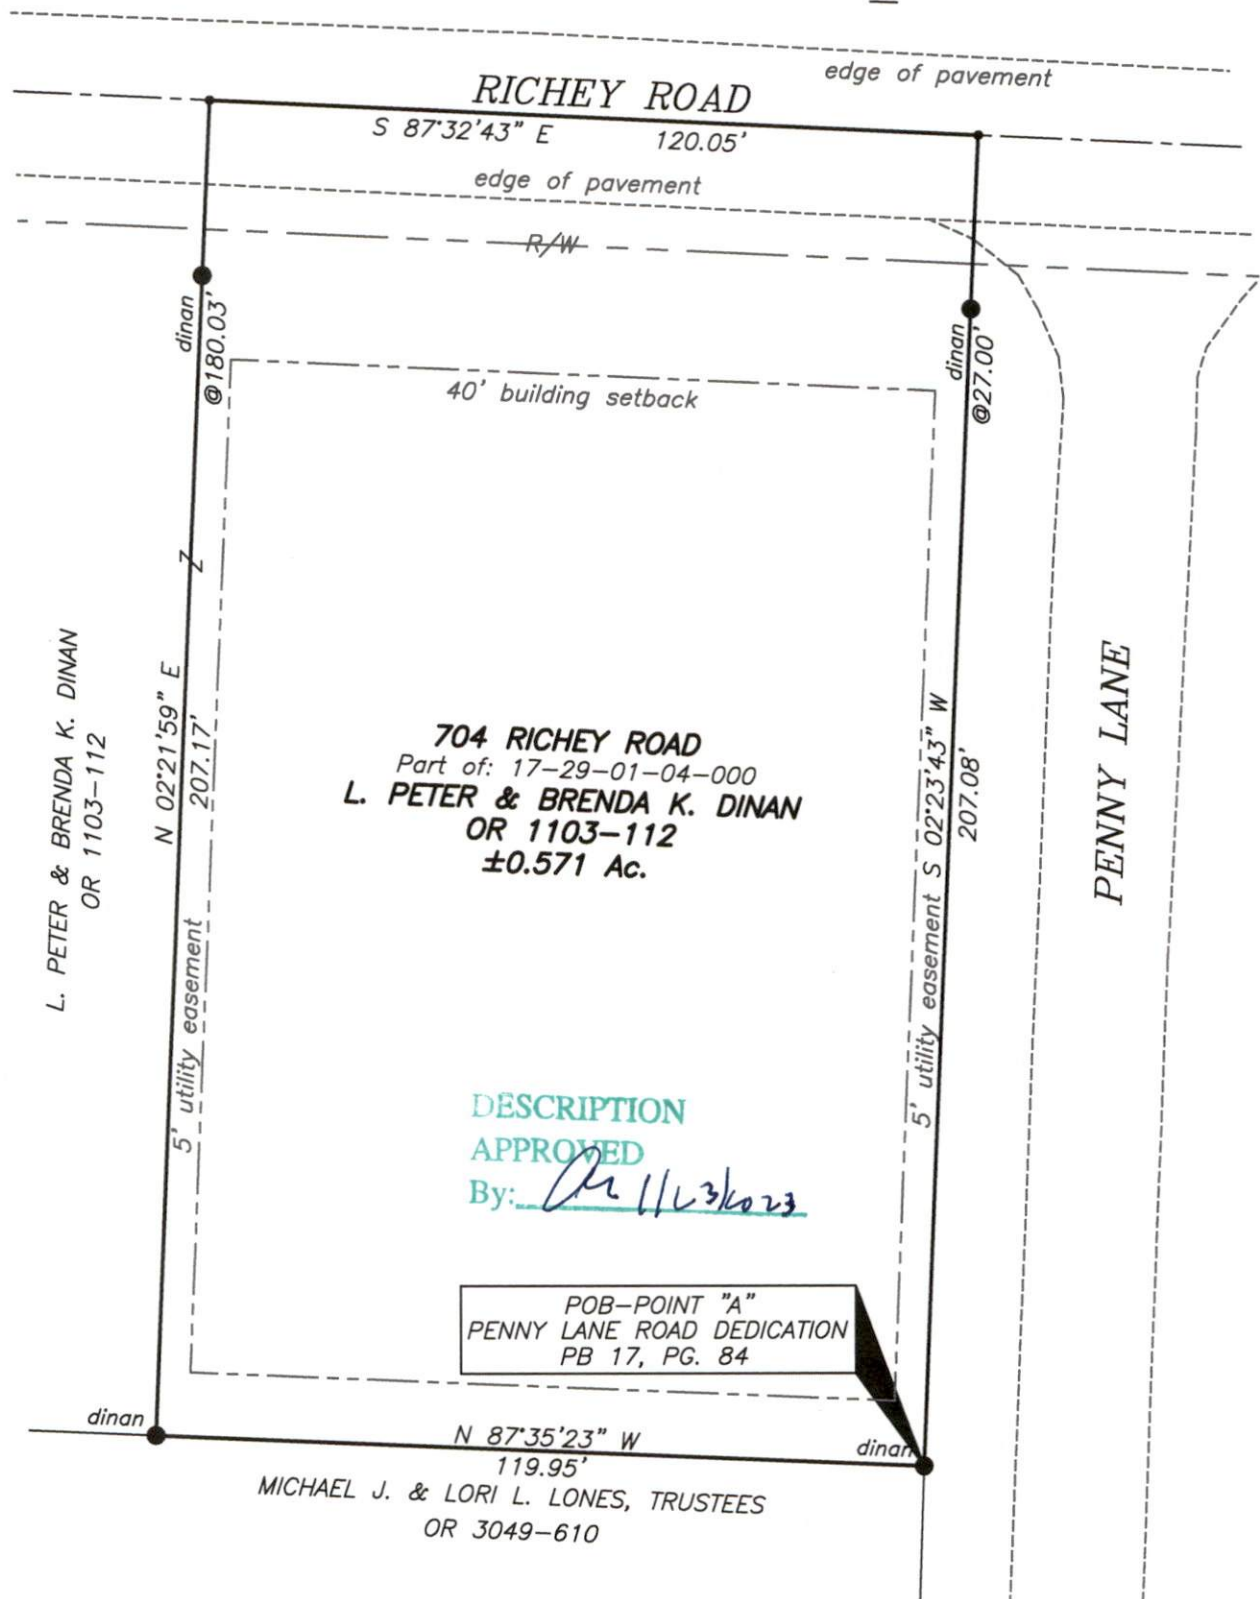 edge of pavement
RICHEY ROAD
S 87°32'43" E 120.05'
edge of pavement
R/W
dinan
@180.03'
dinan
@27.00'
40' building setback
Z
N 02°21'59" E
207.17'
L. PETER & BRENDA K. DINAN
OR 1103-112
704 RICHEY ROAD
Part of: 17-29-01-04-000
L. PETER & BRENDA K. DINAN
OR 1103-112
±0.571 Ac.
S 02°23'43" W
207.08'
PENNY LANE
5' utility easement
5' utility easement
DESCRIPTION
APPROVED
By:
POB-POINT "A"
PENNY LANE ROAD DEDICATION
PB 17, PG. 84
dinan
N 87°35'23" W
119.95'
dinan
MICHAEL J. & LORI L. LONES, TRUSTEES
OR 3049-610